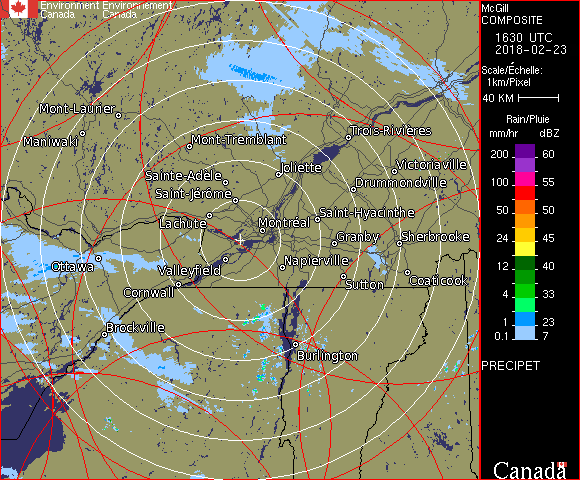 Environment Environnement
Canada Canada
McGill
COMPOSITE
1630 UTC
2018-02-23
Scale/Échelle:
1km/Pixel
40 KM
Rain/Pluie
mm/hr dBZ
200 60
100 55
50 50
24 45
12 40
4 33
1 23
0.1 7
PRECIPET
Mont-Laurier
Maniwaki
Mont-Tremblant
Trois-Rivières
Joliette
Victoriaville
Sainte-Adèle
Drummondville
Saint-Jérôme
Saint-Hyacinthe
Lachute
Montréal
Granby
Sherbrooke
Ottawa
Valleyfield
Napierville
Cornwall
Sutton
Coaticook
Brockville
Burlington
Canada